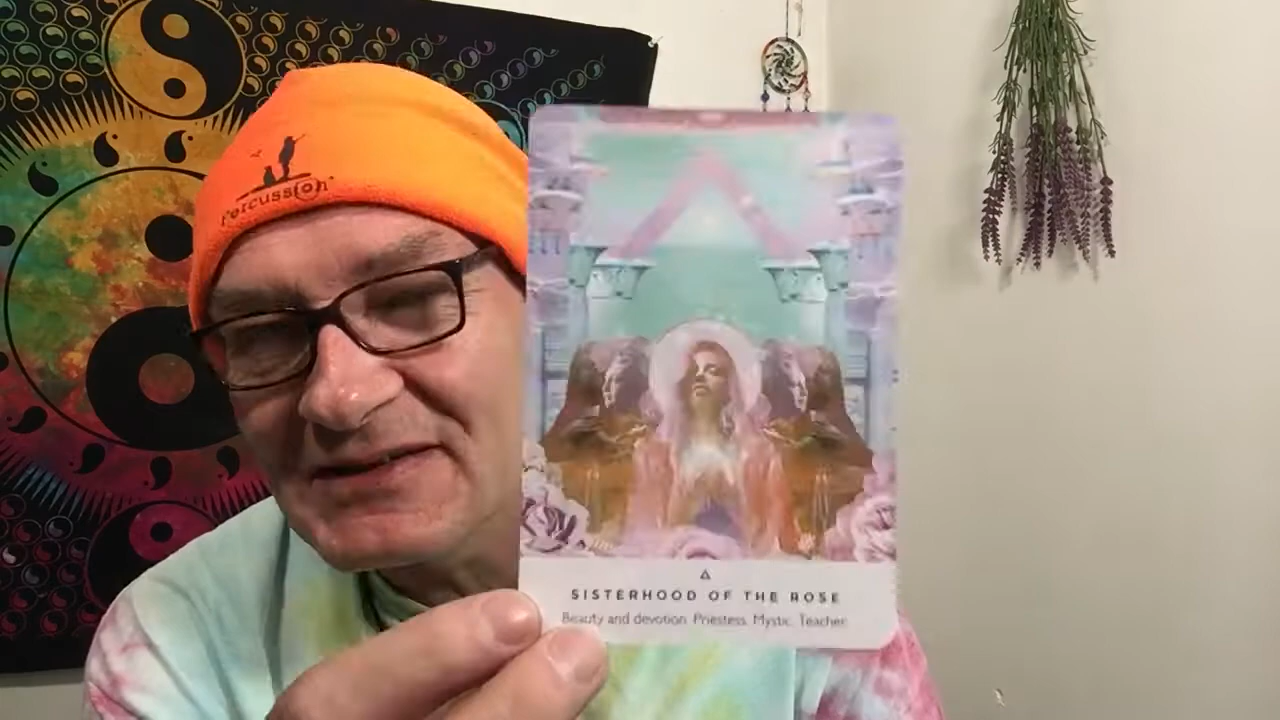 Percussion
SISTERHOOD OF THE ROSE
Beauty and devotion. Priestess. Mystic. Teacher.